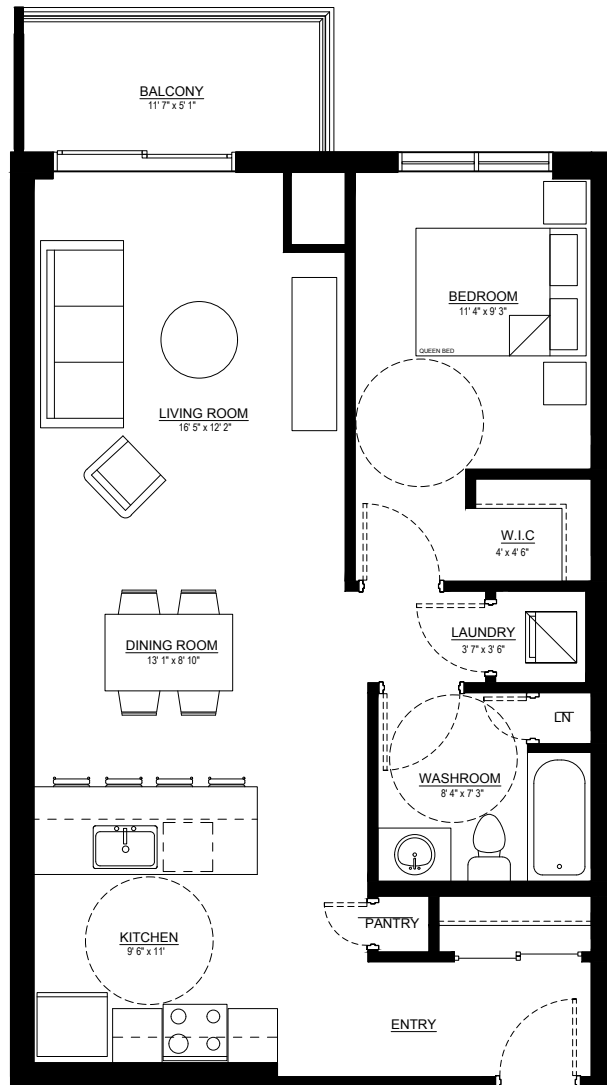 BALCONY
11' 7" x 5' 1"
BEDROOM
11' 4" x 9' 3"
QUEEN BED
LIVING ROOM
16' 5" x 12' 2"
W.I.C
4' x 4' 6"
DINING ROOM
13' 1" x 8' 10"
LAUNDRY
3' 7" x 3' 6"
LN
WASHROOM
8' 4" x 7' 3"
PANTRY
KITCHEN
9' 6" x 11'
ENTRY